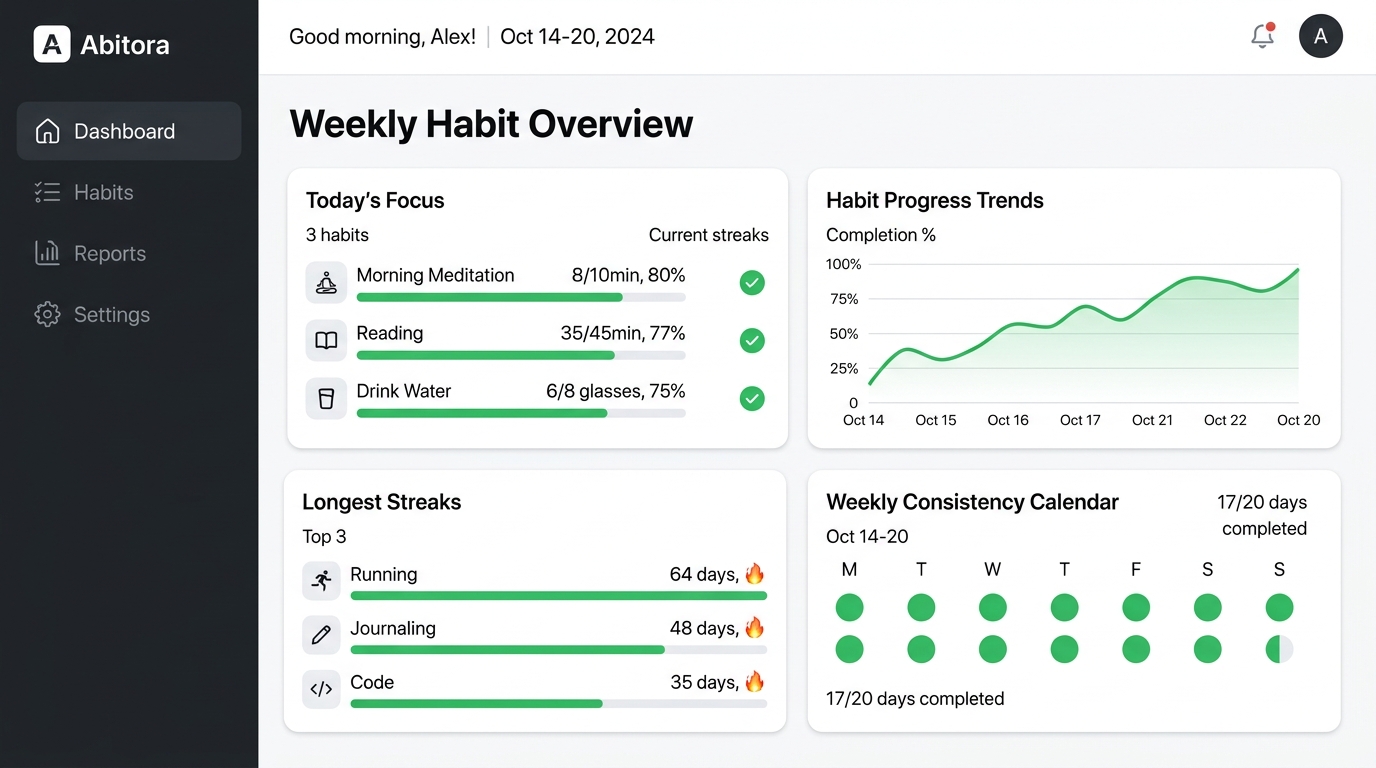 A Abitora
Dashboard
Habits
Reports
Settings
Good morning, Alex! | Oct 14-20, 2024
A
Weekly Habit Overview
Today's Focus
3 habits Current streaks
Morning Meditation 8/10min, 80%
Reading 35/45min, 77%
Drink Water 6/8 glasses, 75%
Habit Progress Trends
Completion %
100%
75%
50%
25%
0
Oct 14 Oct 15 Oct 16 Oct 17 Oct 21 Oct 22 Oct 20
Longest Streaks
Top 3
Running 64 days, 🔥
Journaling 48 days, 🔥
</> Code 35 days, 🔥
Weekly Consistency Calendar 17/20 days
completed
Oct 14-20
M T W T F S S
17/20 days completed